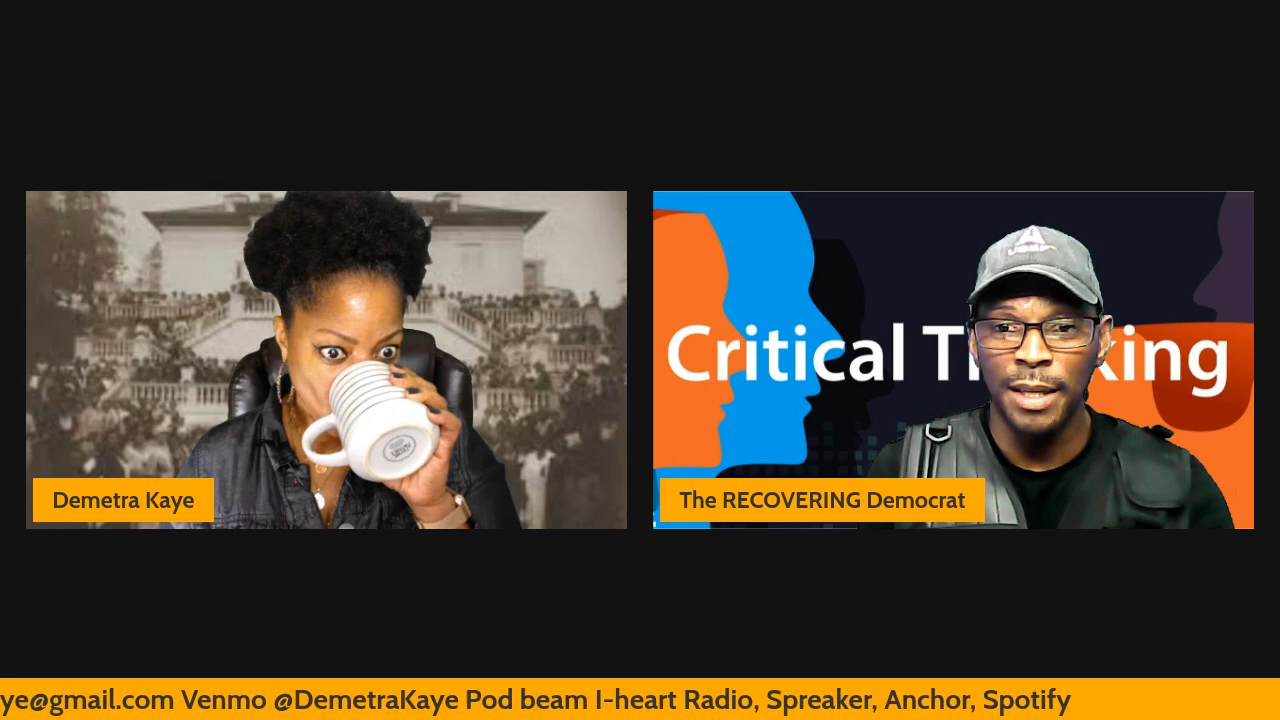 Critical Th king
Demetra Kaye
The RECOVERING Democrat
ye@gmail.com Venmo @DemetraKaye Pod beam I-heart Radio, Spreaker, Anchor, Spotify